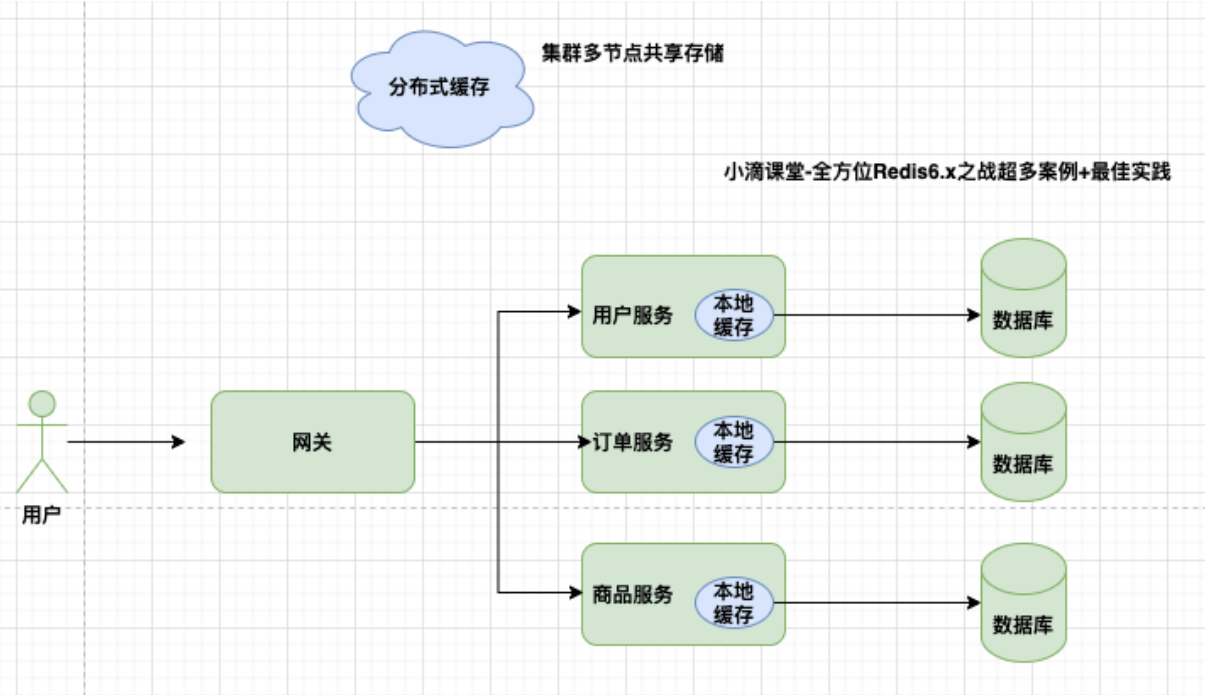 集群多节点共享存储
分布式缓存
小滴课堂-全方位Redis6.x之战超多案例+最佳实践
用户服务
本地
缓存
数据库
网关
订单服务
本地
缓存
数据库
用户
商品服务
本地
缓存
数据库